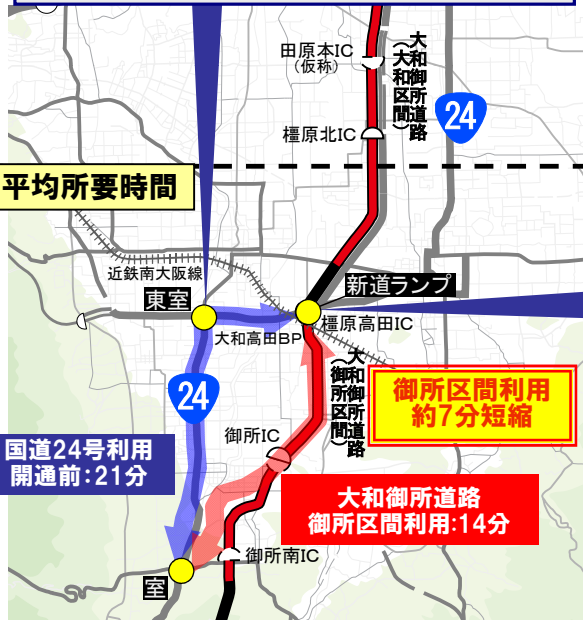 田原本IC
(仮称)
大和御所道路
(大和区間)
24
橿原北IC
平均所要時間
近鉄南大阪線
東室
新道ランプ
大和高田BP
橿原高田IC
大和御所道路
(御所区間)
24
御所区間利用
約7分短縮
国道24号利用
開通前:21分
御所IC
大和御所道路
御所区間利用:14分
御所南IC
室